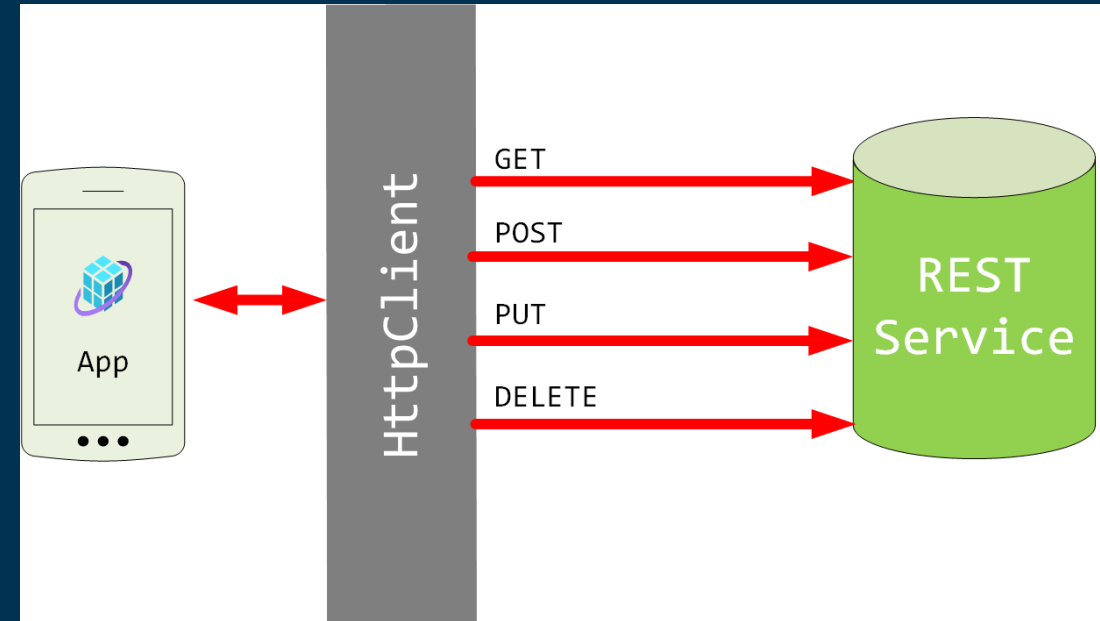 App
HttpClient
GET
POST
PUT
DELETE
REST
Service